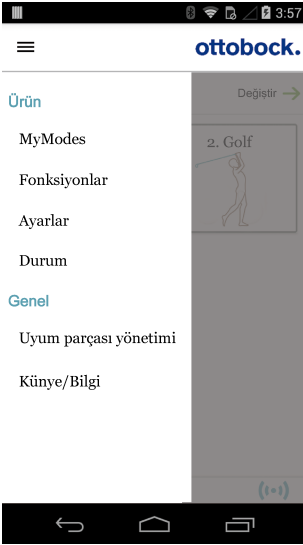 3:57
ottobock.
Ürün
Değiştir
MyModes
2. Golf
Fonksiyonlar
Ayarlar
Durum
Genel
Uyum parçası yönetimi
Künye/Bilgi